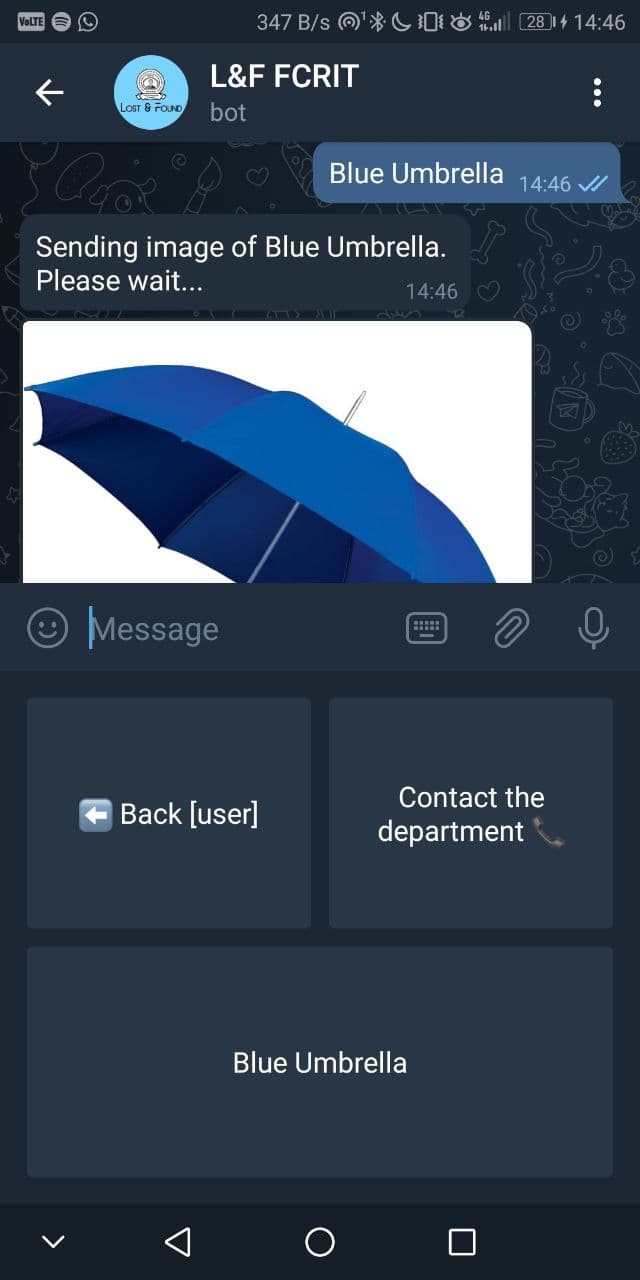 VoLTE 347 B/s 1 4G 28 14:46
L&F FCRIT
LOST & FOUND
bot
Blue Umbrella 14:46
Sending image of Blue Umbrella.
Please wait... 14:46
Message
Back [user]
Contact the
department
Blue Umbrella